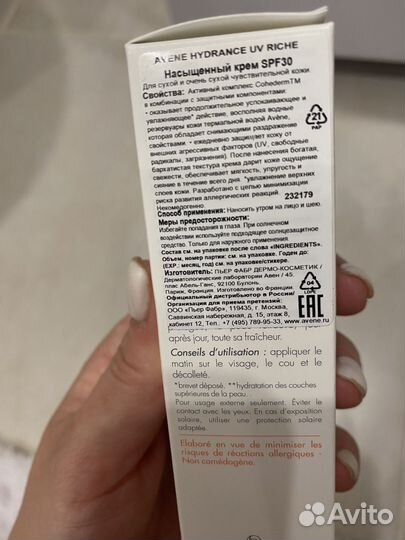 AVENE HYDRANCE UV RICHE
Насыщенный крем SPF30
Для сухой и очень сухой чувствительной кожи
Свойства: Активный комплекс CohedermTM
в комбинации с защитными компонентами:
• оказывает продолжительное успокаивающее и
увлажняющее* действие, восполняя водные
резервуары кожи термальной водой Avène,
которая обладает снимающими раздражение
свойствами • ежедневно защищает кожу от
внешних агрессивных факторов (UV, свободные
радикалы, загрязнения). После нанесения богатая,
бархатистая текстура крема дарит коже ощущение
свежести, обеспечивает мягкость, упругость и
сияние в течение всего дня. *увлажнение верхних
слоев кожи. Разработано с целью минимизации
риска развития аллергических реакций
Некомедогенно 232179
Способ применения: Наносить утром на лицо и шею.
Меры предосторожности:
Избегайте попадания в глаза. При солнечном
воздействии используйте подходящее солнцезащитное
средство. Только для наружного применения
Состав см. на упаковке после слова «INGREDIENTS».
Объем, номер партии см. на упаковке. Годен до:
(EXP.: месяц, год) см. на упаковке/стикере.
Изготовитель: ПЬЕР ФАБР ДЕРМО-КОСМЕТИК /
Дерматологические лаборатории Авен / 45,
плас Абель-Ганс, 92100 Булонь.
Париж, Франция. Изготовлено во Франции
Официальный дистрибьютор в России/
Организация для приема претензий:
ООО «Пьер Фабр», 119435, г. Москва,
Саввинская набережная, д. 15, этаж 8,
кабинет 12, Тел.: +7 (495) 789-95-33, www.avene.ru
21
PAP
04
LDPE
EAC
jour, toute sa fraîcheur.
Conseils d'utilisation : appliquer
le matin sur le visage, le cou et le
décolleté.
*brevet déposé. **hydratation des couches
supérieures de la peau.
Pour usage externe seulement. Éviter le
contact avec les yeux. En cas d'exposition
solaire, utiliser une protection solaire
adaptée.
Elaboré en vue de minimiser les
risques de réactions allergiques -
Non comédogène.
Avito